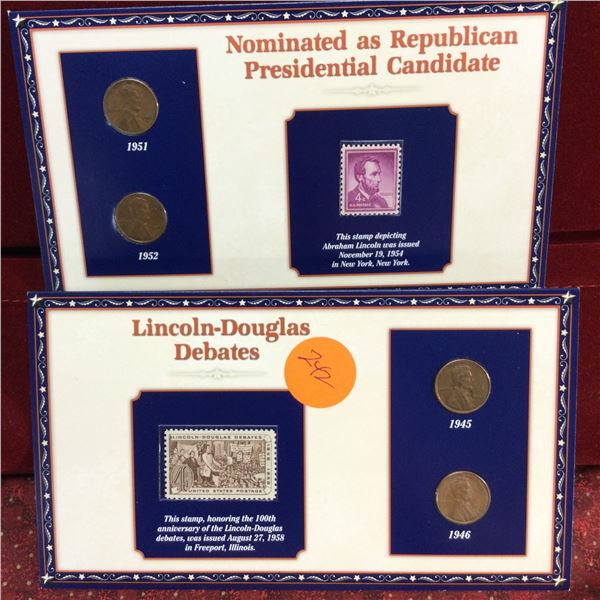 Nominated as Republican
Presidential Candidate
1951
1952
4¢
U.S. POSTAGE
This stamp depicting
Abraham Lincoln was issued
November 19, 1954
in New York, New York.
Lincoln-Douglas
Debates
242
LINCOLN-DOUGLAS DEBATES
4¢
UNITED STATES POSTAGE
This stamp, honoring the 100th
anniversary of the Lincoln-Douglas
debates, was issued August 27, 1958
in Freeport, Illinois.
1945
1946